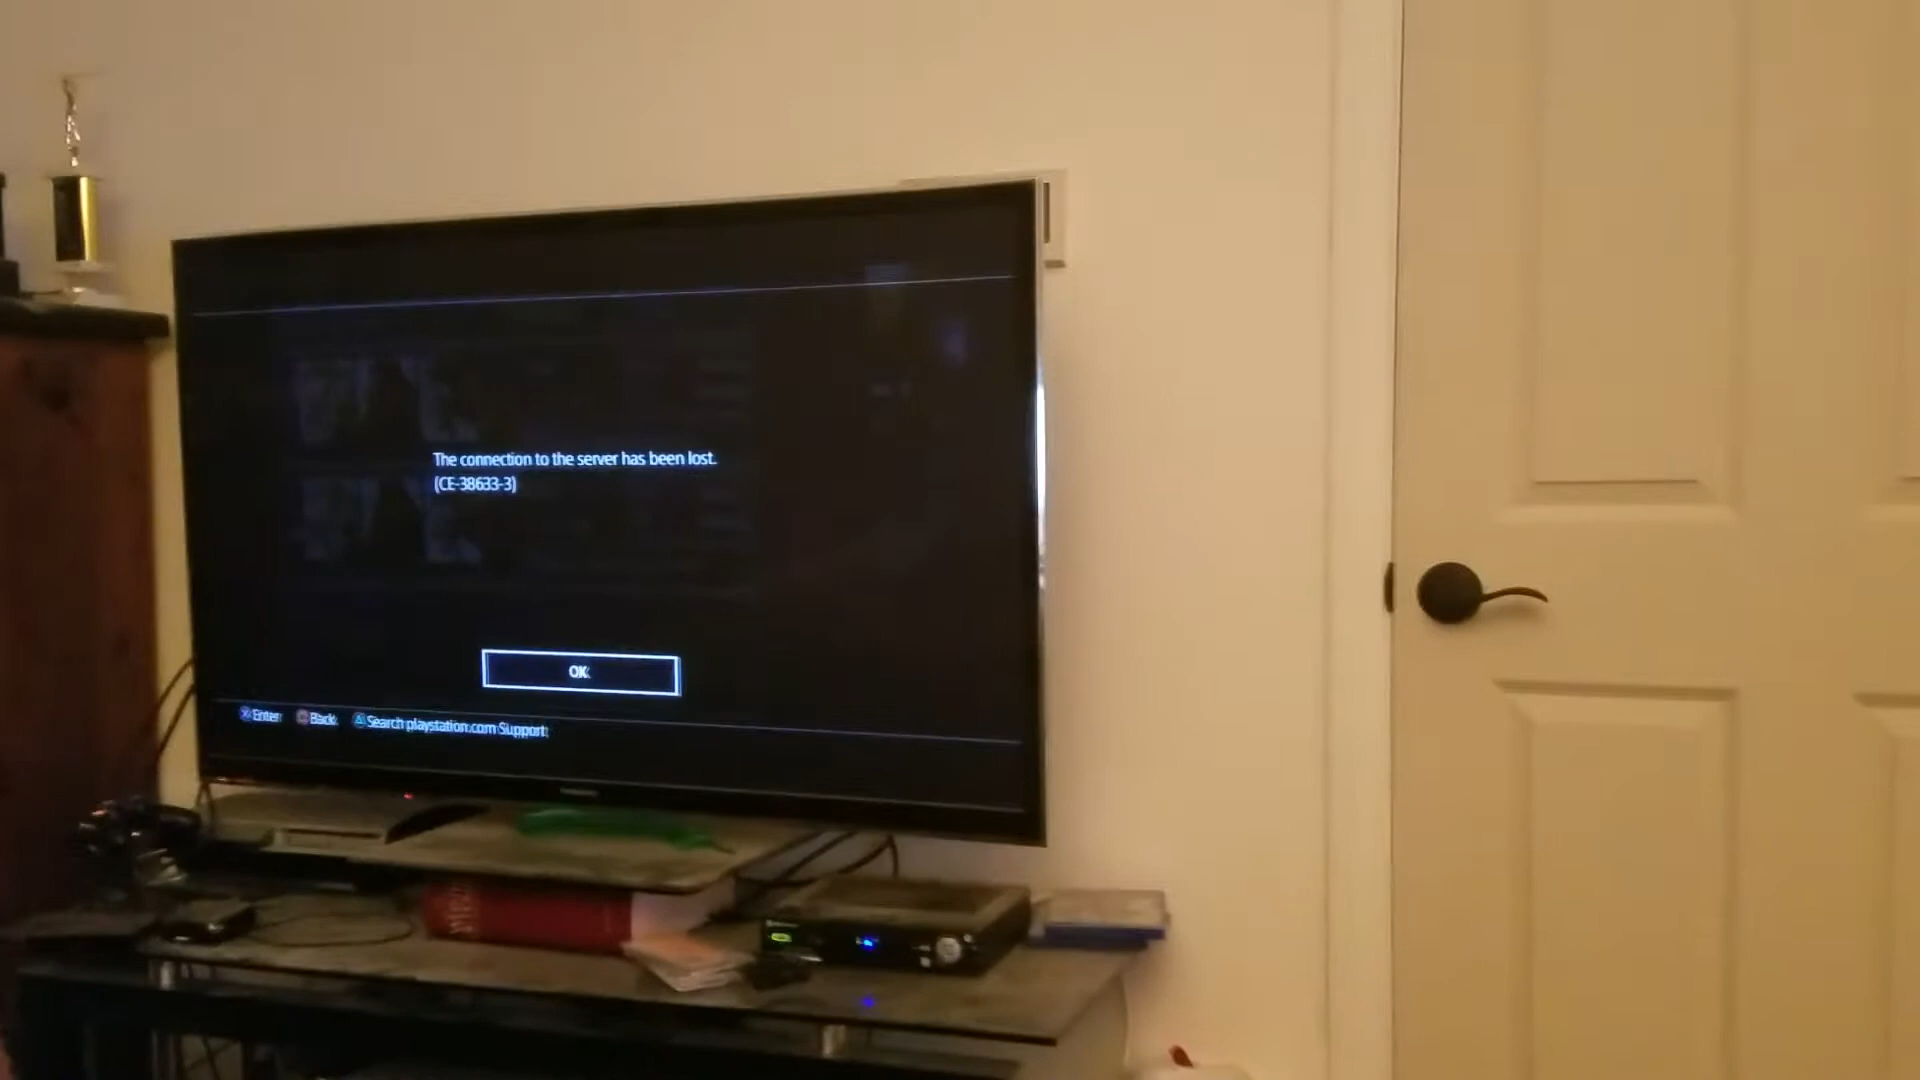 The connection to the server has been lost.
(CE-38633-3)
OK
Enter Back Search playstation.com Support